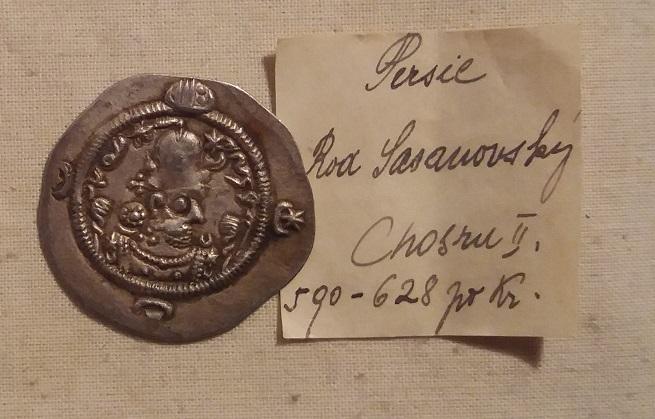 Persie
Rod Sasanovský
Chosru II.
590-628 po Kr.